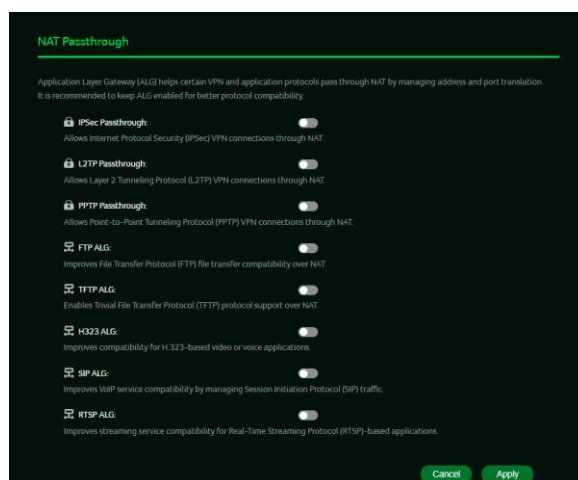 NAT Passthrough
Application Layer Gateway (ALG) helps certain VPN and application protocols pass through NAT by managing address and port translation.
It is recommended to keep ALG enabled for better protocol compatibility.
IPSec Passthrough:
Allows Internet Protocol Security (IPSec) VPN connections through NAT.
L2TP Passthrough:
Allows Layer 2 Tunneling Protocol (L2TP) VPN connections through NAT.
PPTP Passthrough:
Allows Point-to-Point Tunneling Protocol (PPTP) VPN connections through NAT.
FTP ALG:
Improves File Transfer Protocol (FTP) file transfer compatibility over NAT.
TFTP ALG:
Enables Trivial File Transfer Protocol (TFTP) protocol support over NAT.
H323 ALG:
Improves compatibility for H.323-based video or voice applications.
SIP ALG:
Improves VoIP service compatibility by managing Session Initiation Protocol (SIP) traffic.
RTSP ALG:
Improves streaming service compatibility for Real-Time Streaming Protocol (RTSP)-based applications.
Cancel Apply